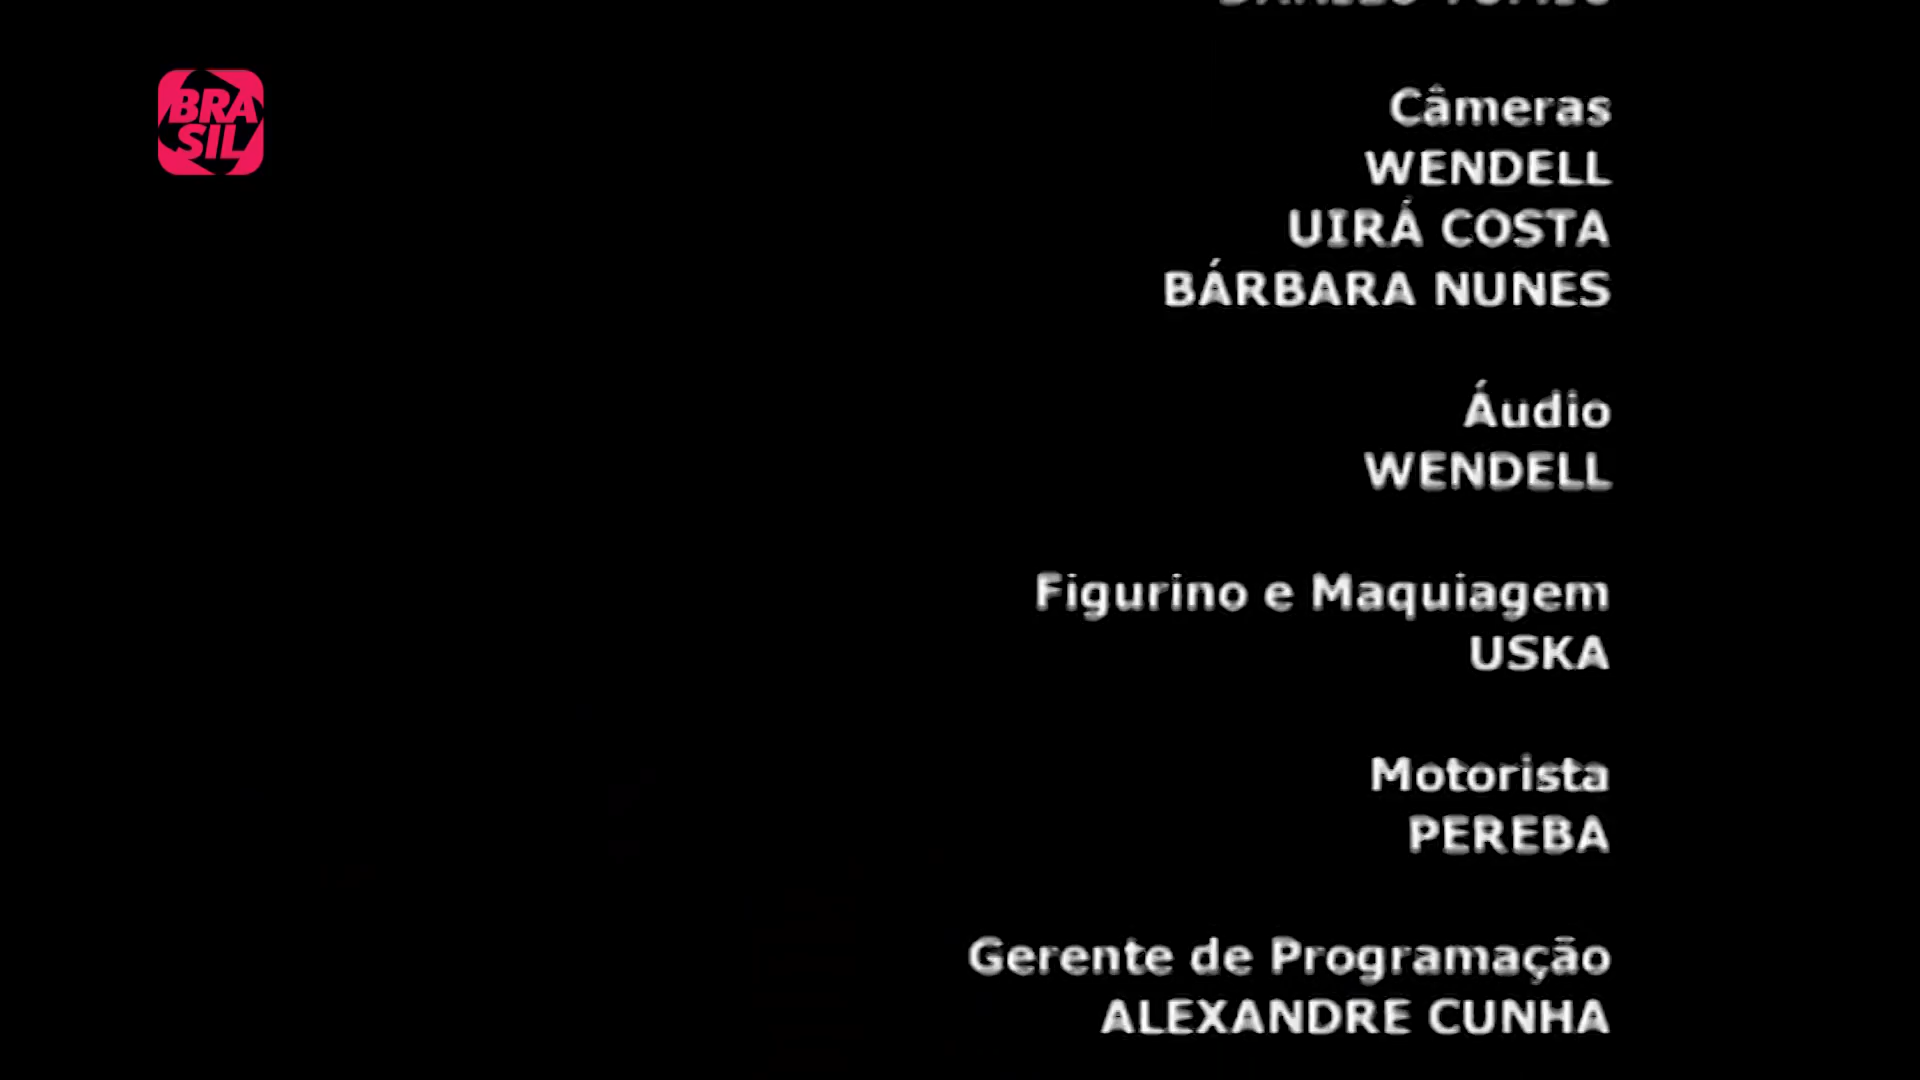 BRA
SIL
Câmeras
WENDELL
UIRÁ COSTA
BÁRBARA NUNES
Áudio
WENDELL
Figurino e Maquiagem
USKA
Motorista
PEREBA
Gerente de Programação
ALEXANDRE CUNHA